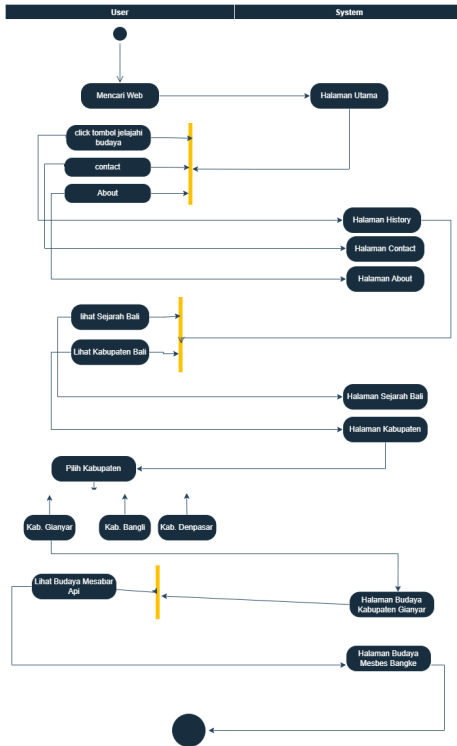 User
System
Mencari Web
Halaman Utama
click tombol jelajahi
budaya
contact
About
Halaman History
Halaman Contact
Halaman About
lihat Sejarah Bali
Lihat Kabupaten Bali
Halaman Sejarah Bali
Halaman Kabupaten
Pilih Kabupaten
Kab. Gianyar
Kab. Bangli
Kab. Denpasar
Lihat Budaya Mesabar
Api
Halaman Budaya
Kabupaten Gianyar
Halaman Budaya
Mesbes Bangke